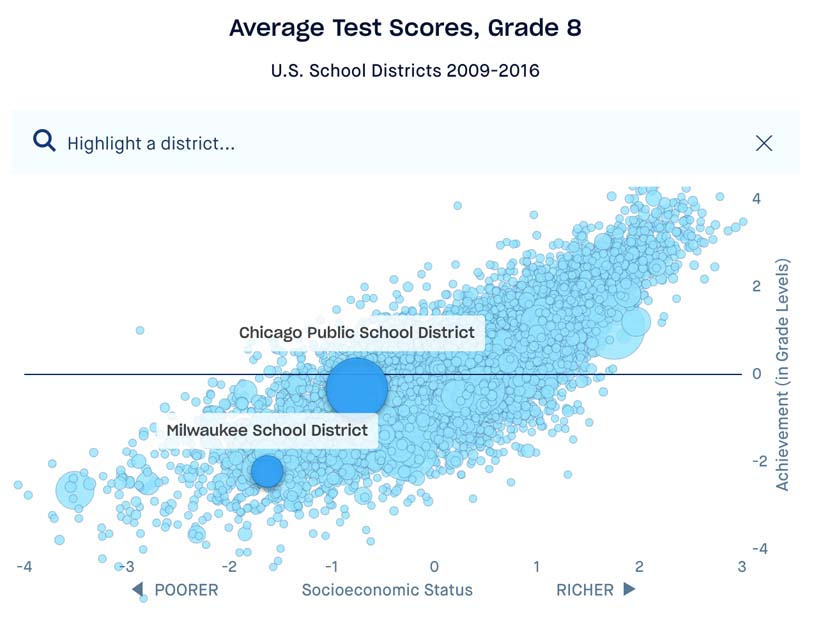 Average Test Scores, Grade 8
U.S. School Districts 2009-2016
Highlight a district...
4
2
Chicago Public School District
0
Milwaukee School District
-2
-4
Achievement (in Grade Levels)
-4 -3 -2 -1 0 1 2 3
POORER Socioeconomic Status RICHER